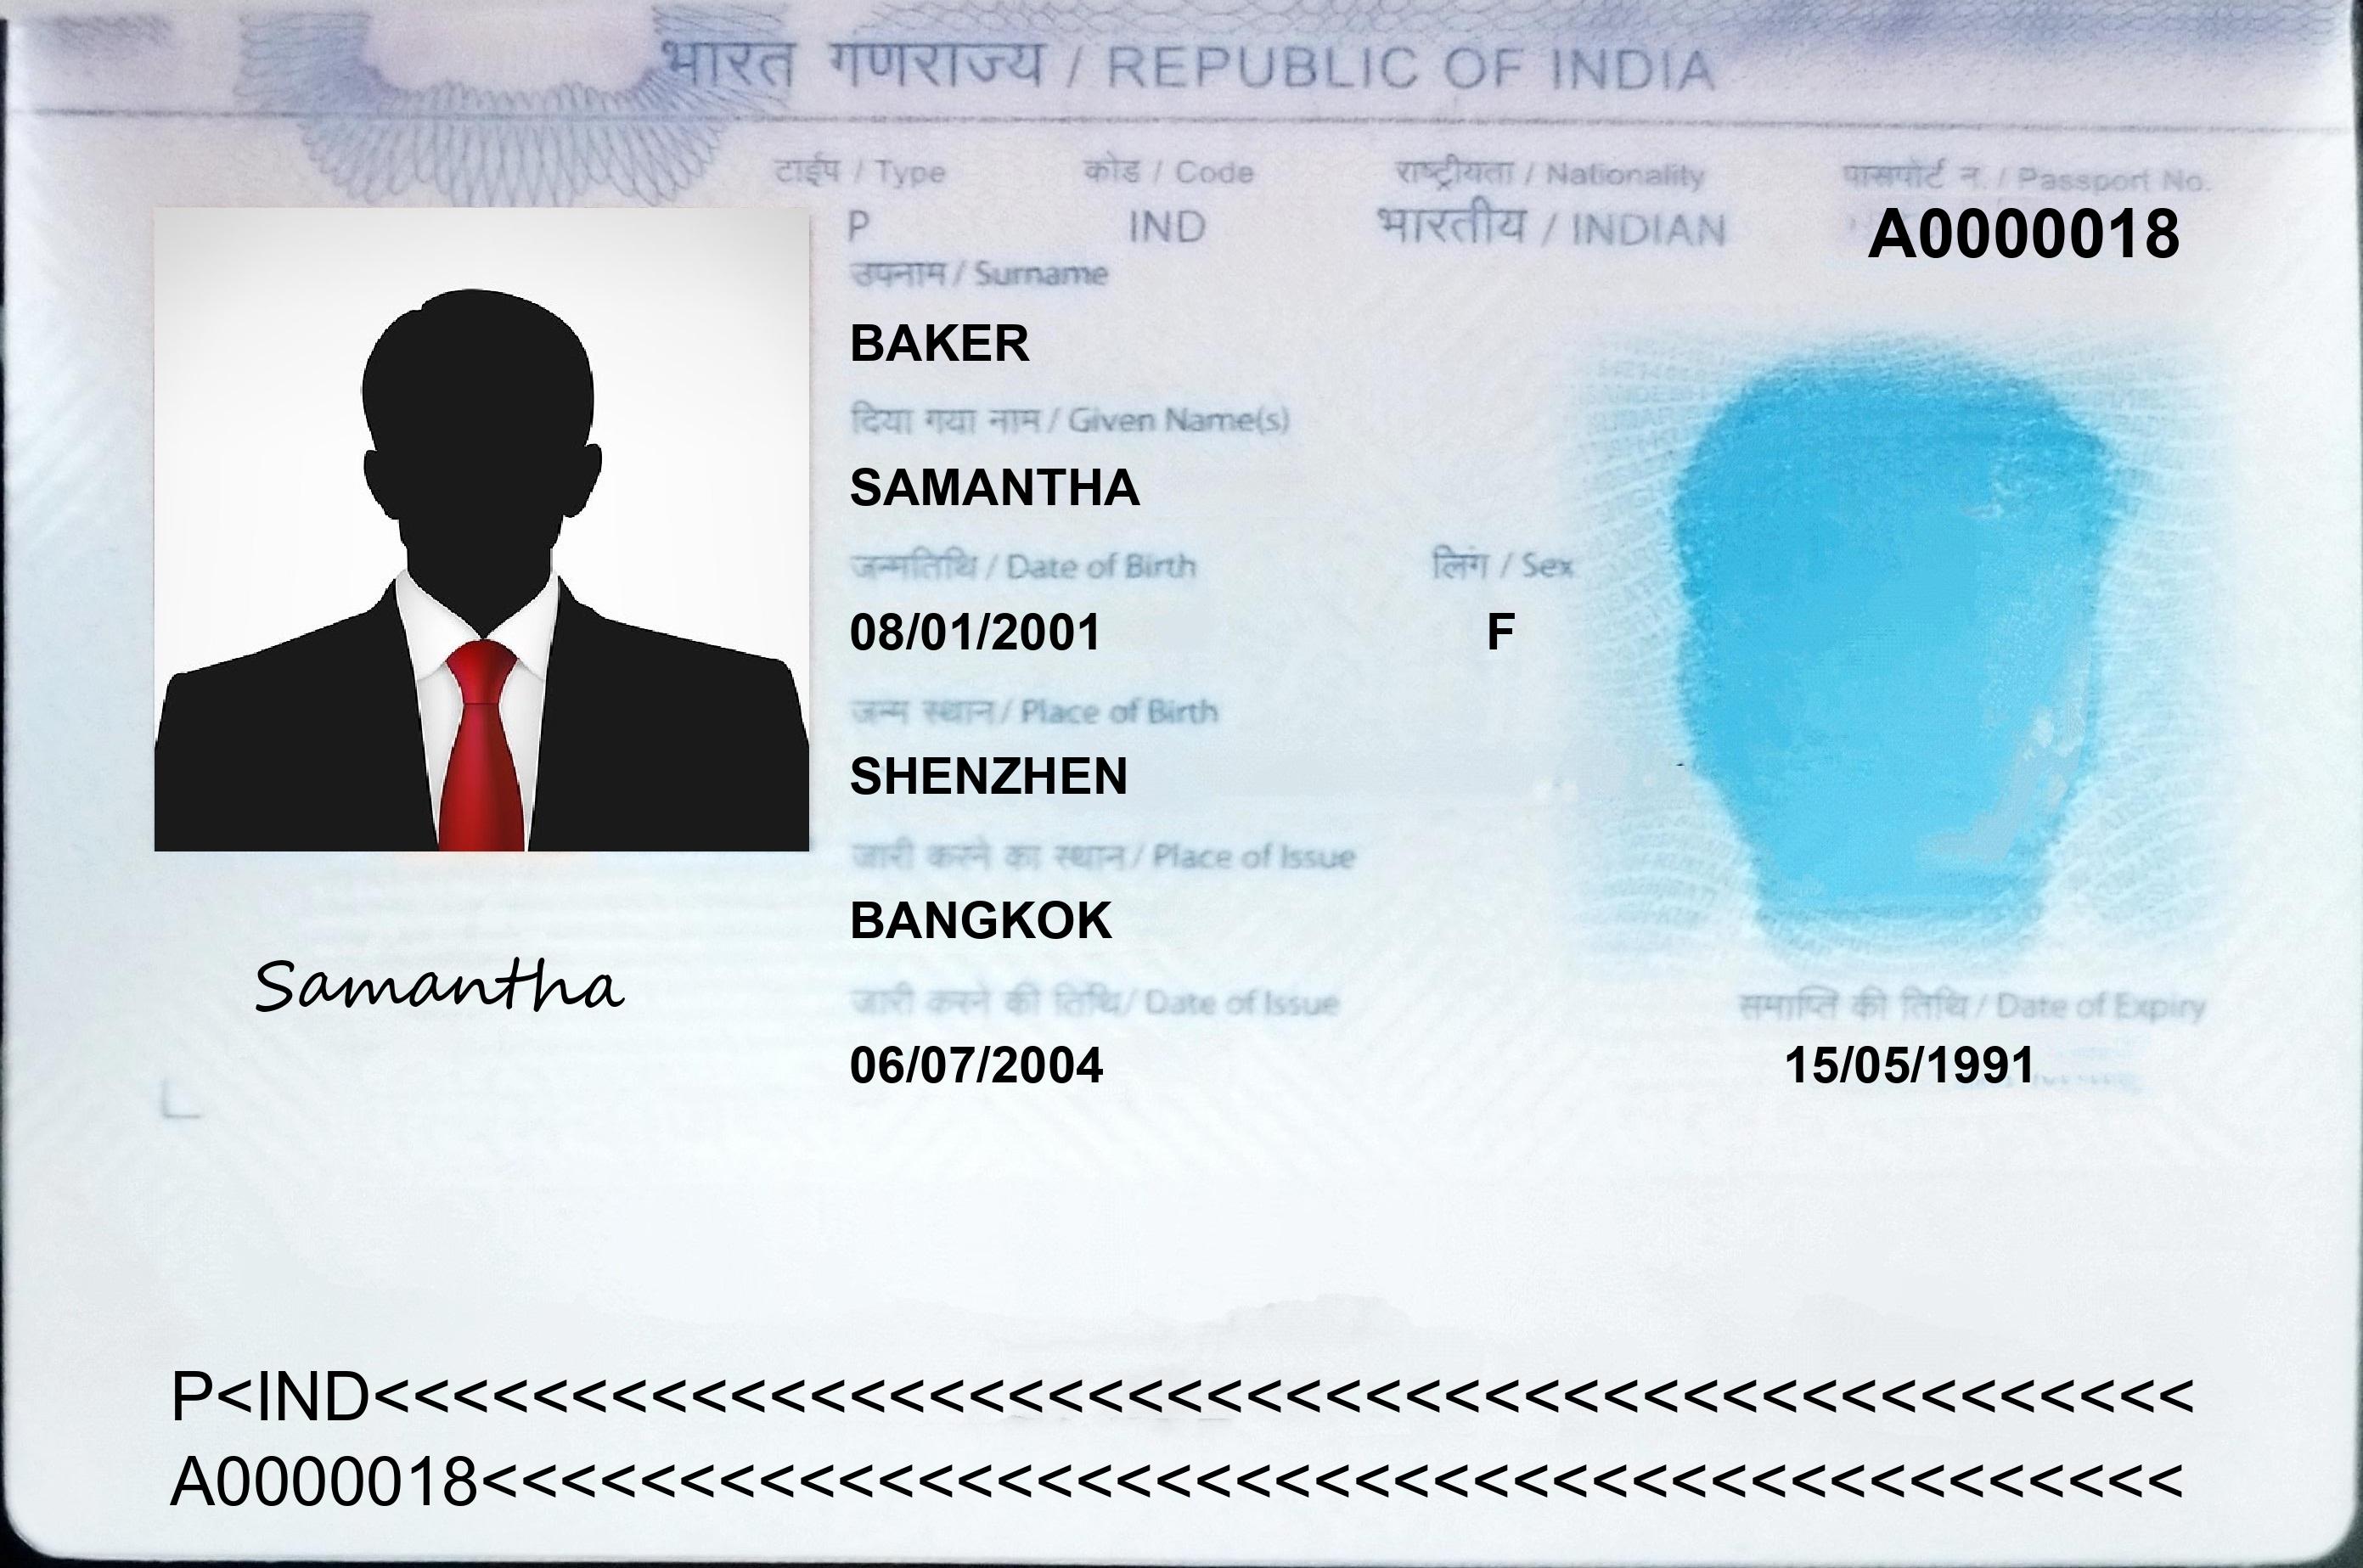 भारत गणराज्य / REPUBLIC OF INDIA
टाईप / Type कोड / Code राष्ट्रीयता / Nationality पासपोर्ट न. / Passport No.
P IND भारतीय / INDIAN A0000018
उपनाम / Surname
BAKER
दिया गया नाम / Given Name(s)
SAMANTHA
जन्मतिथि / Date of Birth लिंग / Sex
08/01/2001 F
जन्म स्थान / Place of Birth
SHENZHEN
जारी करने का स्थान / Place of Issue
BANGKOK
Samantha
जारी करने की तिथि / Date of Issue समाप्ति की तिथि / Date of Expiry
06/07/2004 15/05/1991
P<IND<<<<<<<<<<<<<<<<<<<<<<<<<<<<<<<<<<<<<<<<<<<<<<
A0000018<<<<<<<<<<<<<<<<<<<<<<<<<<<<<<<<<<<<<<<<<<<